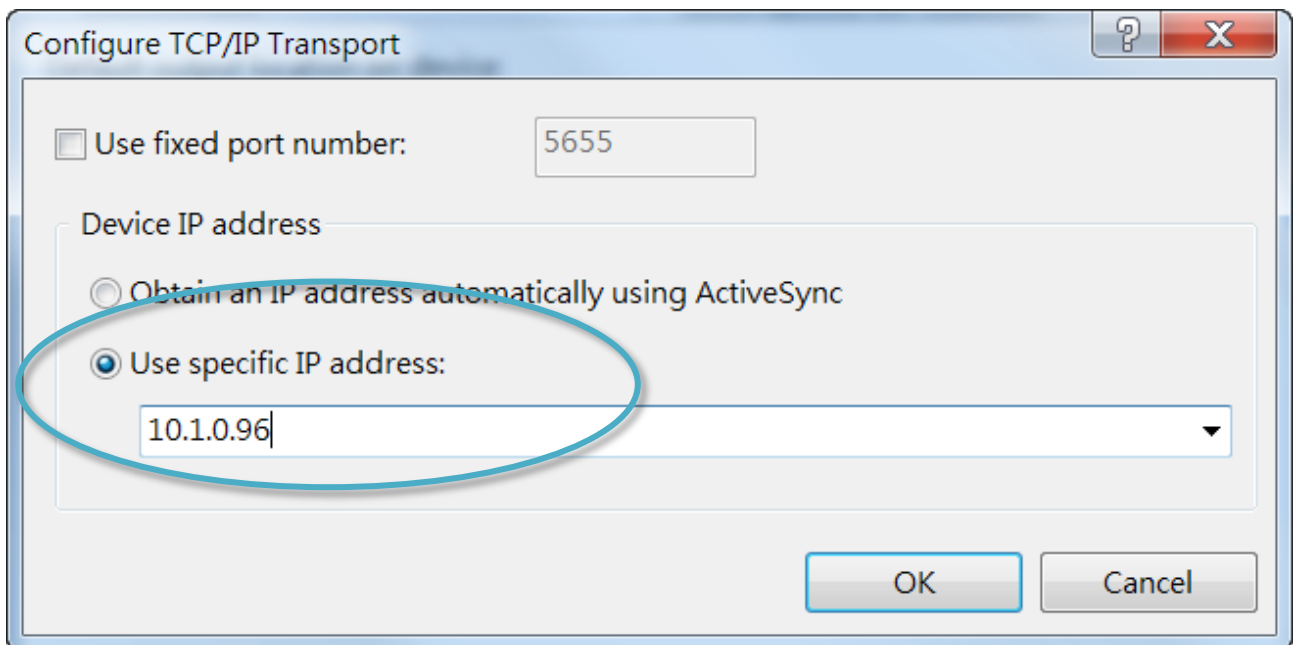 Configure TCP/IP Transport
Use fixed port number: 5655
Device IP address
Obtain an IP address automatically using ActiveSync
Use specific IP address:
10.1.0.96
OK Cancel